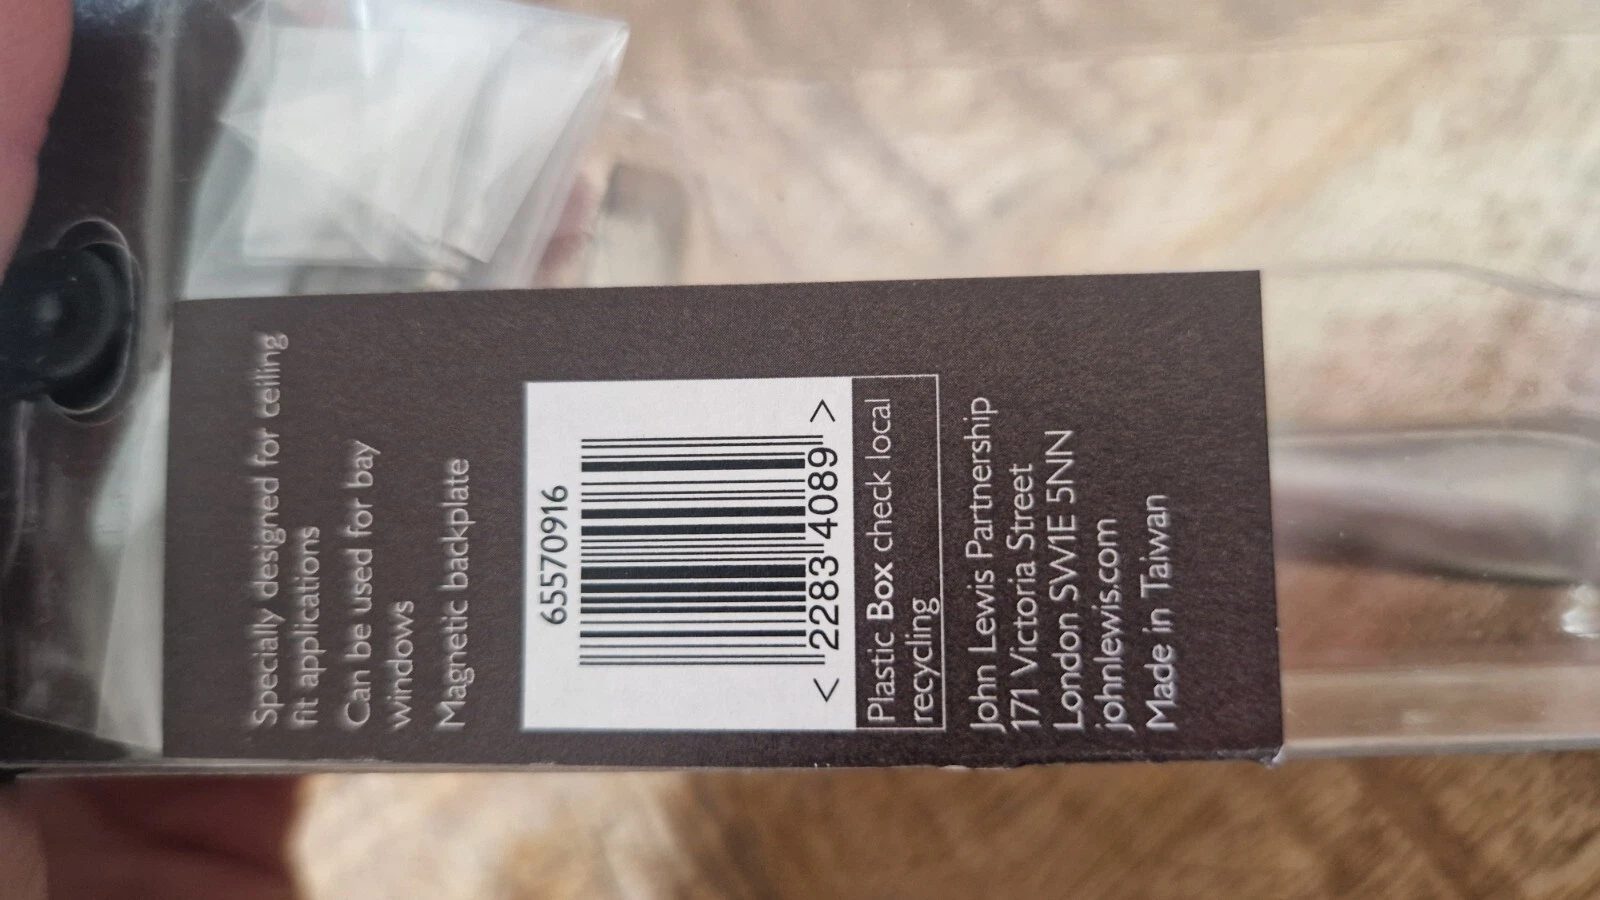 Specially designed for ceiling
fit applications
Can be used for bay
windows
Magnetic backplate
65570916
< 2283 4089 >
Plastic Box check local
recycling
John Lewis Partnership
171 Victoria Street
London SW1E 5NN
johnlewis.com
Made in Taiwan